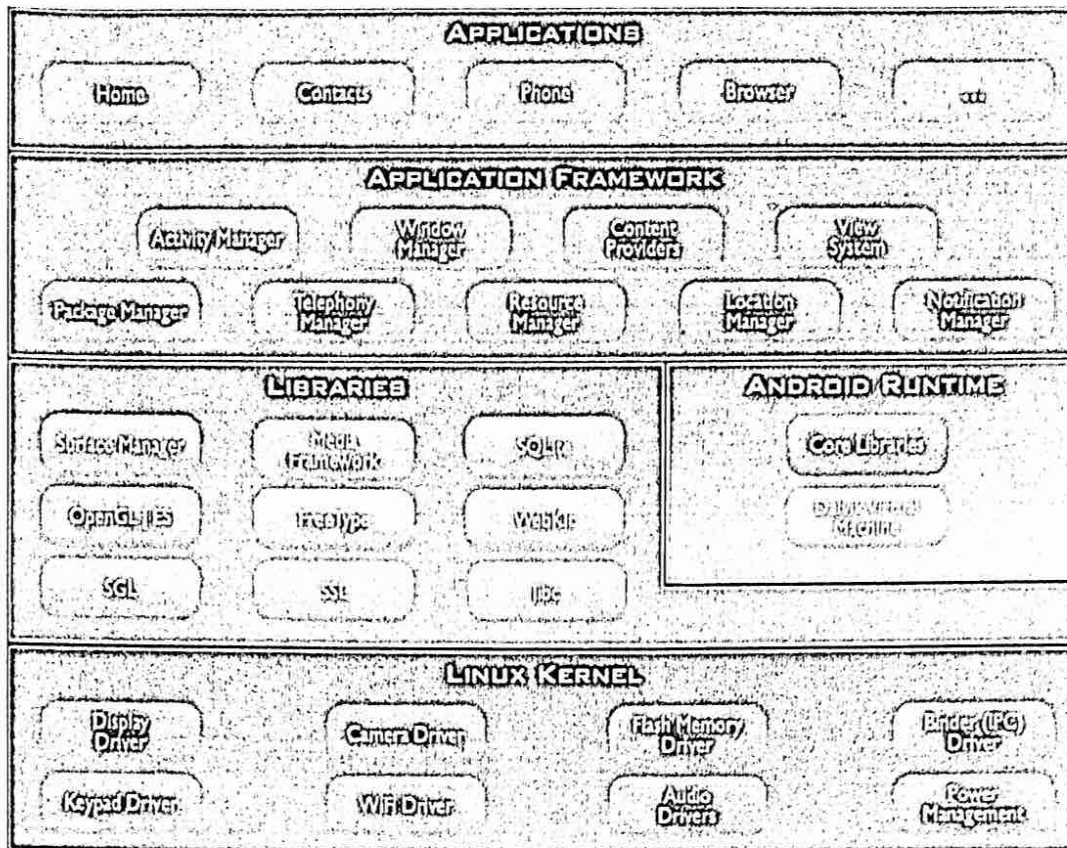 APPLICATIONS
Home
Contacts
Phone
Browser
...
APPLICATION FRAMEWORK
Activity Manager
Window
Manager
Content
Providers
View
System
Package Manager
Telephony
Manager
Resource
Manager
Location
Manager
Notification
Manager
LIBRARIES
Surface Manager
Media
Framework
SQLite
OpenGL | ES
FreeType
WebKit
SGL
SSL
libc
ANDROID RUNTIME
Core Libraries
Dalvik Virtual
Machine
LINUX KERNEL
Display
Driver
Camera Driver
Flash Memory
Driver
Binder (IPC)
Driver
Keypad Driver
WiFi Driver
Audio
Drivers
Power
Management